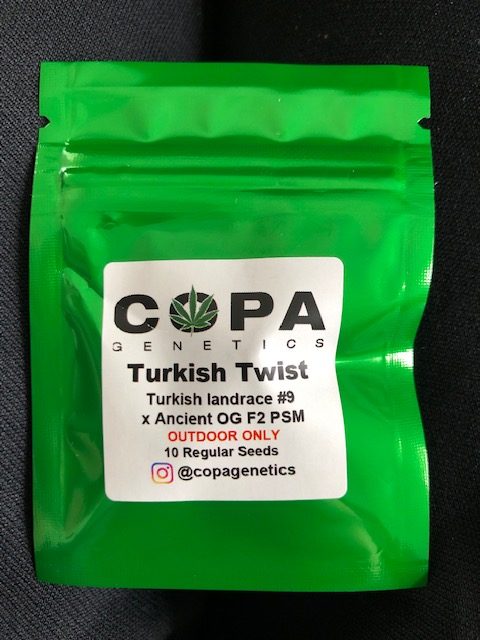 COPA
GENETICS
Turkish Twist
Turkish landrace #9
x Ancient OG F2 PSM
OUTDOOR ONLY
10 Regular Seeds
@copagenetics